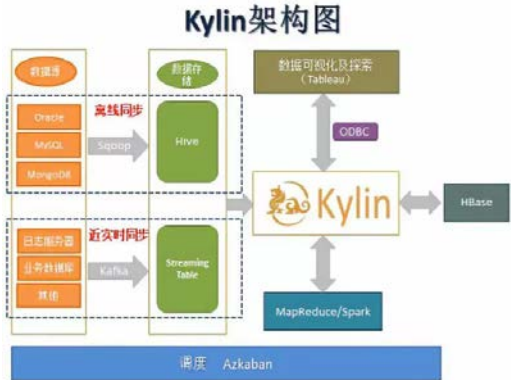 Kylin架构图
数据源
数据存
储
数据可视化及探索
（Tableau）
离线同步
Oracle
MySQL
MongoDB
Sqoop
Hive
ODBC
Kylin
HBase
近实时同步
日志服务器
业务数据库
其他
Kafka
Streaming
Table
MapReduce/Spark
调度 Azkaban